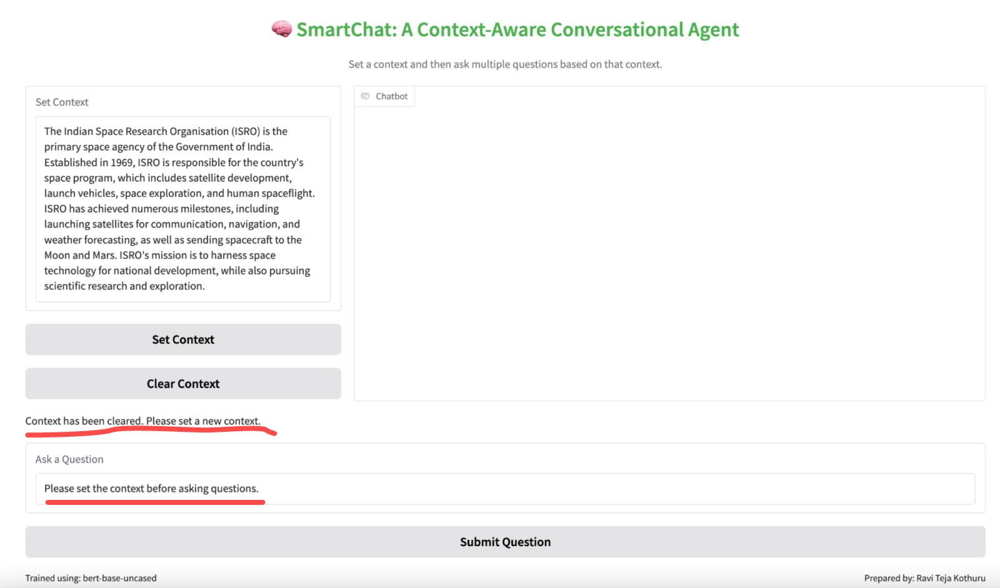 🧠 SmartChat: A Context-Aware Conversational Agent
Set a context and then ask multiple questions based on that context.
Set Context
The Indian Space Research Organisation (ISRO) is the
primary space agency of the Government of India.
Established in 1969, ISRO is responsible for the country's
space program, which includes satellite development,
launch vehicles, space exploration, and human spaceflight.
ISRO has achieved numerous milestones, including
launching satellites for communication, navigation, and
weather forecasting, as well as sending spacecraft to the
Moon and Mars. ISRO's mission is to harness space
technology for national development, while also pursuing
scientific research and exploration.
Chatbot
Set Context
Clear Context
Context has been cleared. Please set a new context.
Ask a Question
Please set the context before asking questions.
Submit Question
Trained using: bert-base-uncased
Prepared by: Ravi Teja Kothuru